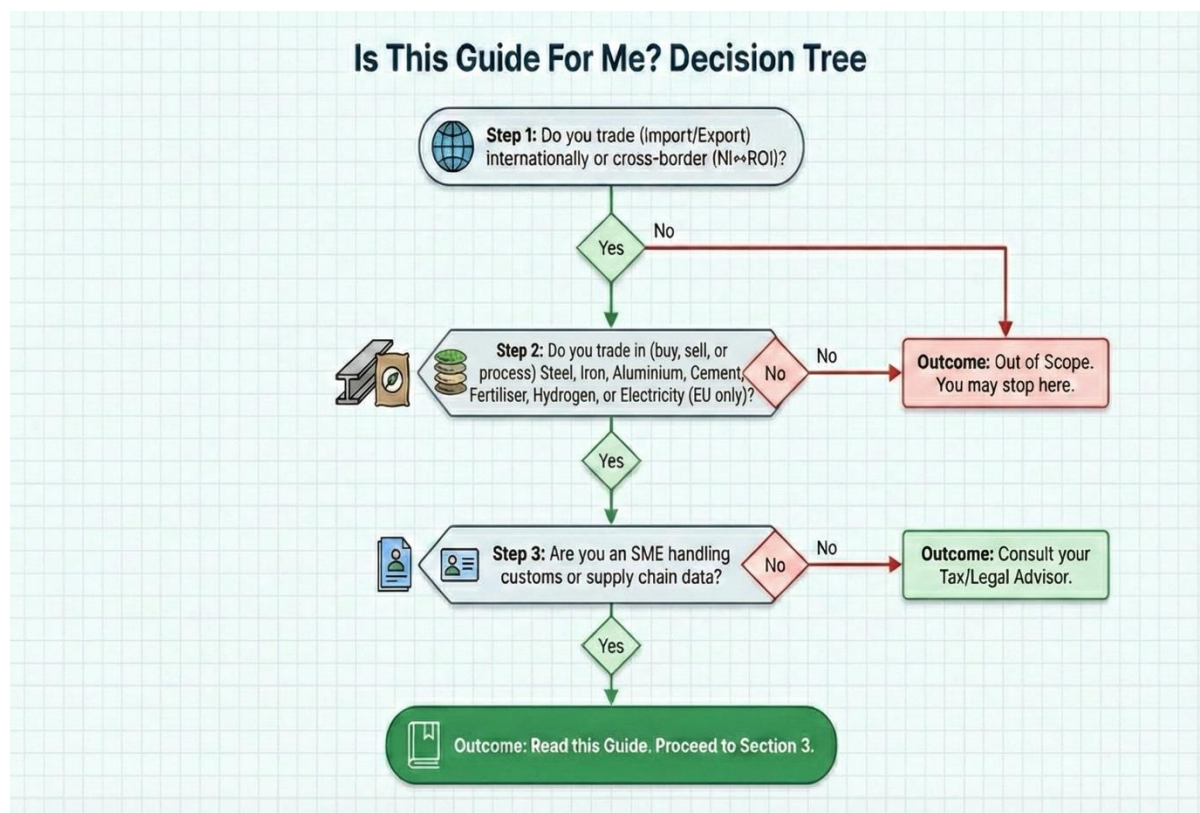 Is This Guide For Me? Decision Tree
Step 1: Do you trade (Import/Export)
internationally or cross-border (NI↔ROI)?
Yes
No
Step 2: Do you trade in (buy, sell, or
process) Steel, Iron, Aluminium, Cement,
Fertiliser, Hydrogen, or Electricity (EU only)?
No
No
Outcome: Out of Scope.
You may stop here.
Yes
Step 3: Are you an SME handling
customs or supply chain data?
No
No
Outcome: Consult your
Tax/Legal Advisor.
Yes
Outcome: Read this Guide. Proceed to Section 3.